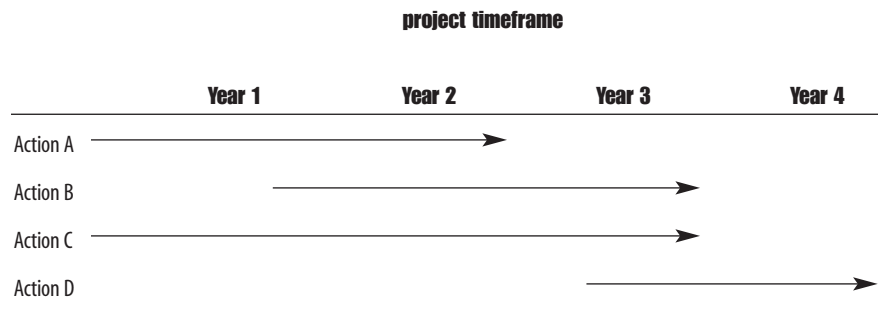 project timeframe
Year 1 Year 2 Year 3 Year 4
Action A
Action B
Action C
Action D